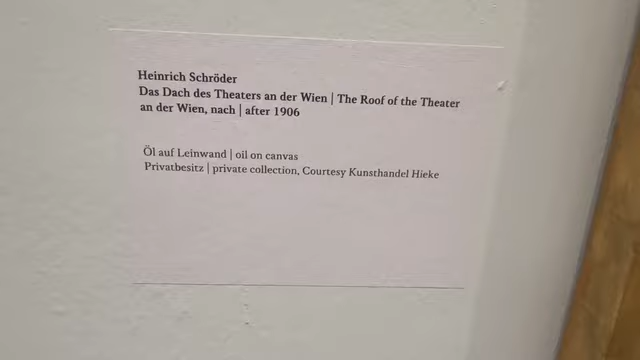 Heinrich Schröder
Das Dach des Theaters an der Wien | The Roof of the Theater
an der Wien, nach | after 1906
Öl auf Leinwand | oil on canvas
Privatbesitz | private collection, Courtesy Kunsthandel Hieke